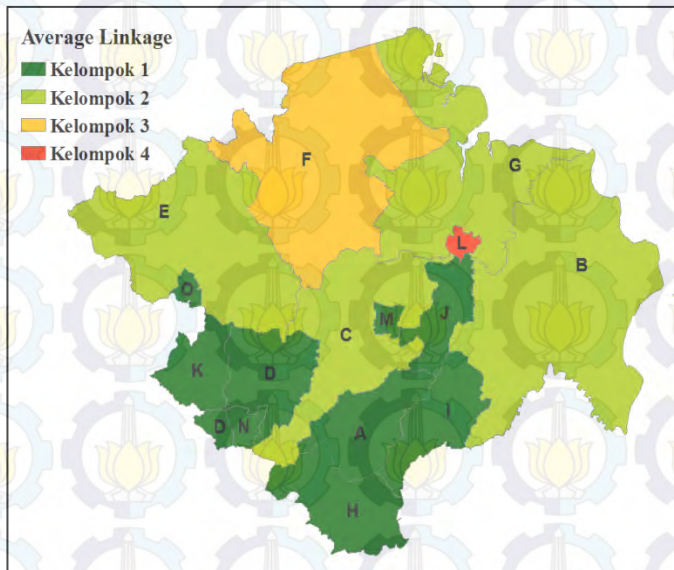 Average Linkage
Kelompok 1
Kelompok 2
Kelompok 3
Kelompok 4
F
G
E
L
B
O
J
M
C
K
D
D N
I
A
H